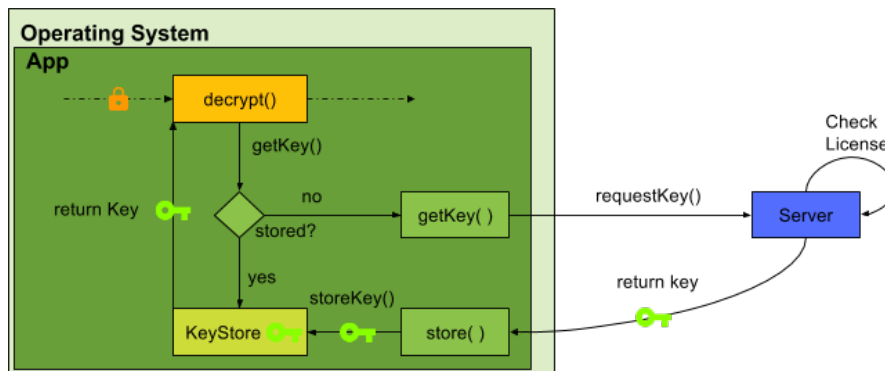 Operating System
App
decrypt()
getKey()
return Key
no
stored?
yes
getKey( )
requestKey()
Check
License
Server
return key
storeKey()
KeyStore
store( )